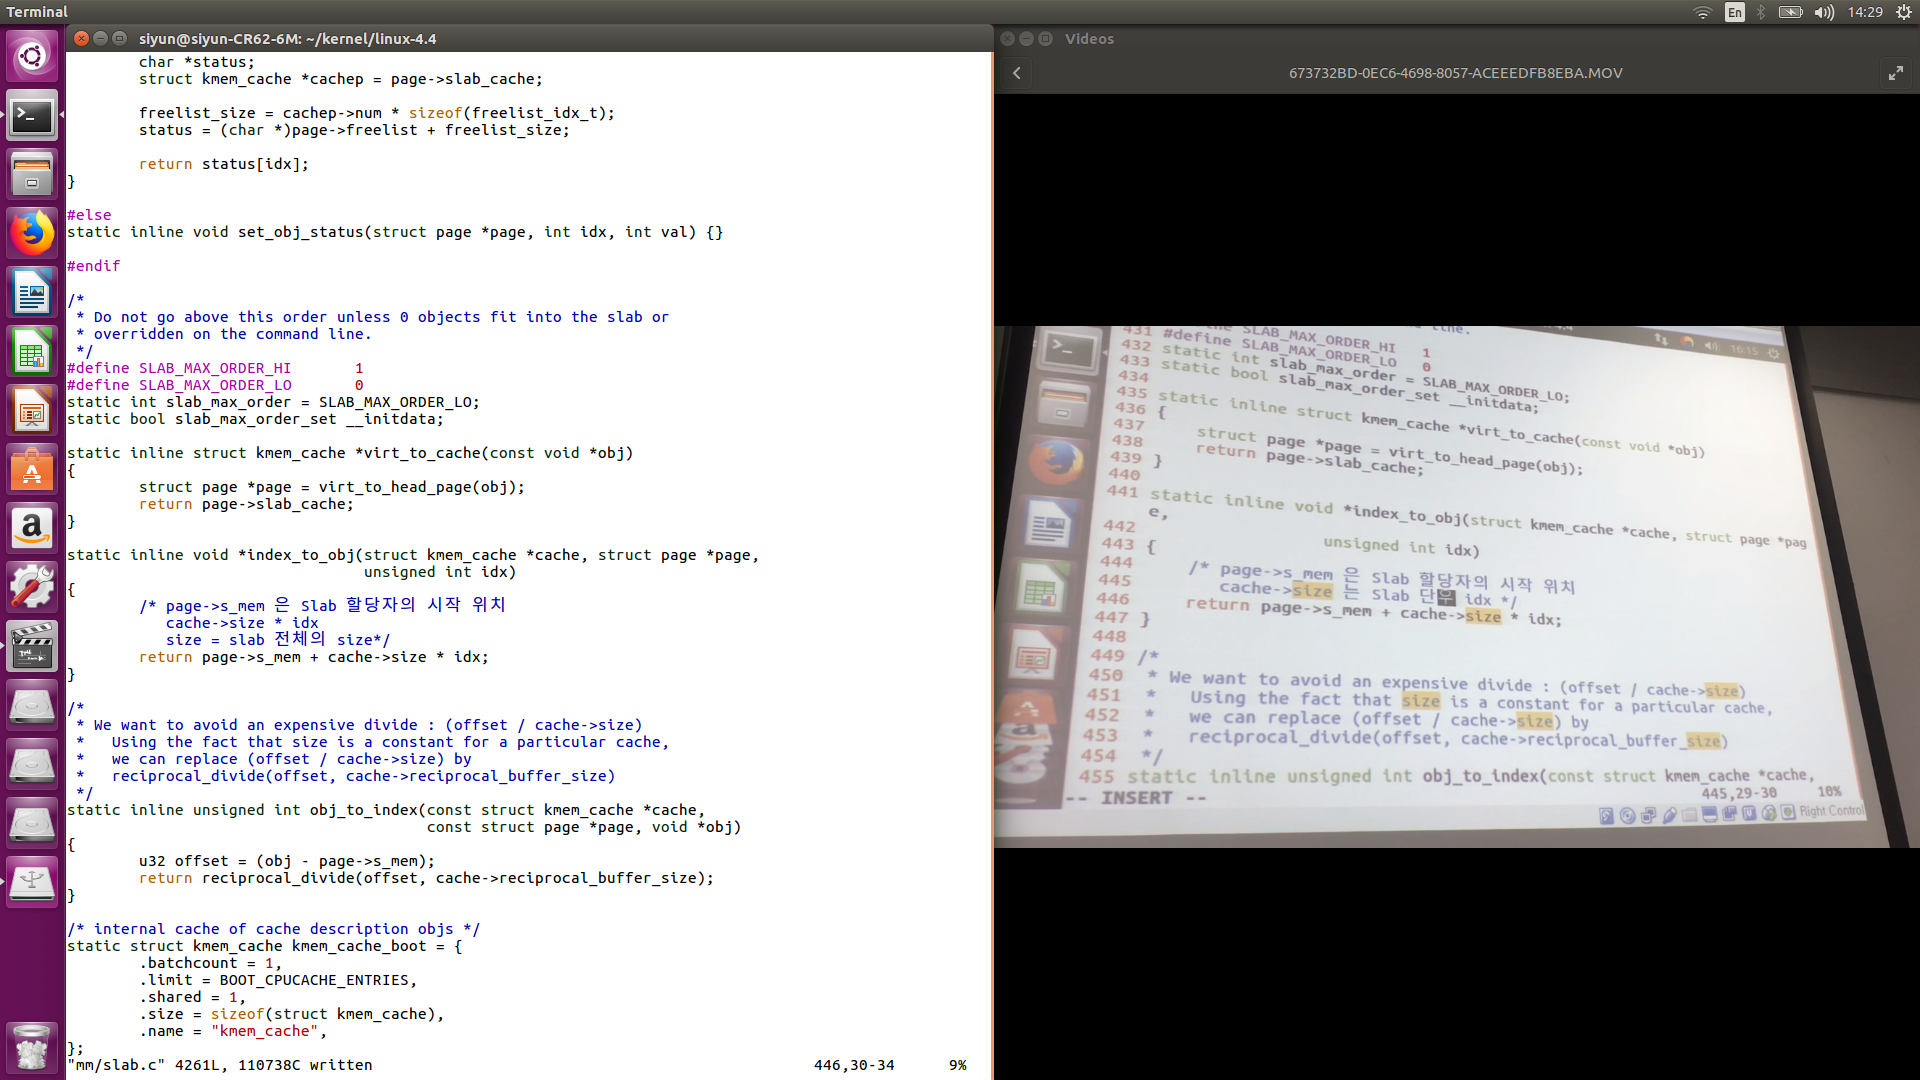 Terminal
En
14:29
siyun@siyun-CR62-6M: ~/kernel/linux-4.4
char *status;
struct kmem_cache *cachep = page->slab_cache;
freelist_size = cachep->num * sizeof(freelist_idx_t);
status = (char *)page->freelist + freelist_size;
return status[idx];
}
#else
static inline void set_obj_status(struct page *page, int idx, int val) {}
#endif
/*
* Do not go above this order unless 0 objects fit into the slab or
* overridden on the command line.
*/
#define SLAB_MAX_ORDER_HI 1
#define SLAB_MAX_ORDER_LO 0
static int slab_max_order = SLAB_MAX_ORDER_LO;
static bool slab_max_order_set __initdata;
static inline struct kmem_cache *virt_to_cache(const void *obj)
{
struct page *page = virt_to_head_page(obj);
return page->slab_cache;
}
static inline void *index_to_obj(struct kmem_cache *cache, struct page *page,
unsigned int idx)
{
/* page->s_mem 은 Slab 할당자의 시작 위치
cache->size * idx
size = slab 전체의 size*/
return page->s_mem + cache->size * idx;
}
/*
* We want to avoid an expensive divide : (offset / cache->size)
* Using the fact that size is a constant for a particular cache,
* we can replace (offset / cache->size) by
* reciprocal_divide(offset, cache->reciprocal_buffer_size)
*/
static inline unsigned int obj_to_index(const struct kmem_cache *cache,
const struct page *page, void *obj)
{
u32 offset = (obj - page->s_mem);
return reciprocal_divide(offset, cache->reciprocal_buffer_size);
}
/* internal cache of cache description objs */
static struct kmem_cache kmem_cache_boot = {
.batchcount = 1,
.limit = BOOT_CPUCACHE_ENTRIES,
.shared = 1,
.size = sizeof(struct kmem_cache),
.name = "kmem_cache",
};
"mm/slab.c" 4261L, 110738C written 446,30-34 9%
Videos
673732BD-0EC6-4698-8057-ACEEEDFB8EBA.MOV
line.
16:15
431 #define SLAB_MAX_ORDER_HI 1
432 #define SLAB_MAX_ORDER_LO 0
433 static int slab_max_order = SLAB_MAX_ORDER_LO;
434 static bool slab_max_order_set __initdata;
435
436 static inline struct kmem_cache *virt_to_cache(const void *obj)
437 {
438 struct page *page = virt_to_head_page(obj);
439 return page->slab_cache;
440 }
441 static inline void *index_to_obj(struct kmem_cache *cache, struct page *pag
e,
442 unsigned int idx)
443 {
444 /* page->s_mem 은 Slab 할당자의 시작 위치
445 cache->size 는 Slab 단우 idx */
446 return page->s_mem + cache->size * idx;
447 }
448
449 /*
450 * We want to avoid an expensive divide : (offset / cache->size)
451 * Using the fact that size is a constant for a particular cache,
452 * we can replace (offset / cache->size) by
453 * reciprocal_divide(offset, cache->reciprocal_buffer_size)
454 */
455 static inline unsigned int obj_to_index(const struct kmem_cache *cache,
-- INSERT -- 445,29-30 10%
Right Control